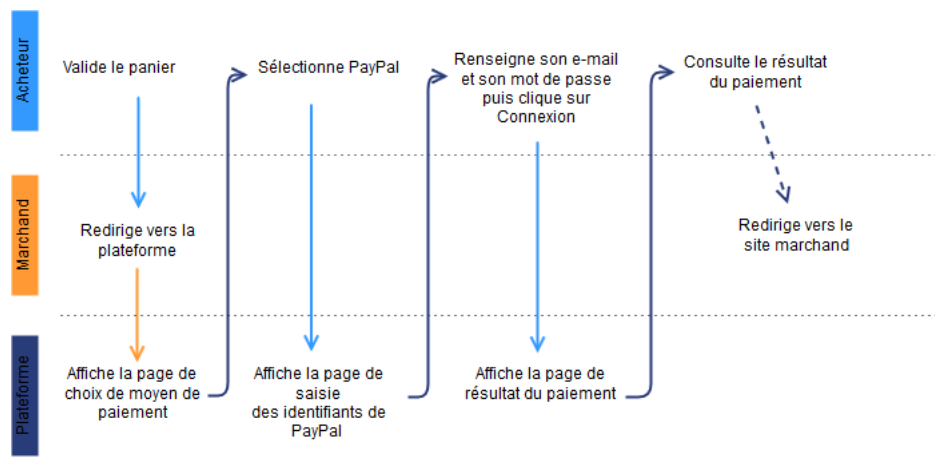 Acheteur
Valide le panier
Sélectionne PayPal
Renseigne son e-mail
et son mot de passe
puis clique sur
Connexion
Consulte le résultat
du paiement
Marchand
Redirige vers la
plateforme
Redirige vers le
site marchand
Plateforme
Affiche la page de
choix de moyen de
paiement
Affiche la page de
saisie
des identifiants de
PayPal
Affiche la page de
résultat du paiement